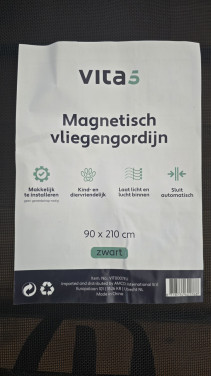 vita5
Magnetisch
vliegengordijn
Makkelijk
te installeren
Kind- en
diervriendelijk
Laat licht en
lucht binnen
Sluit
automatisch
90 x 210 cm
zwart
Made in China